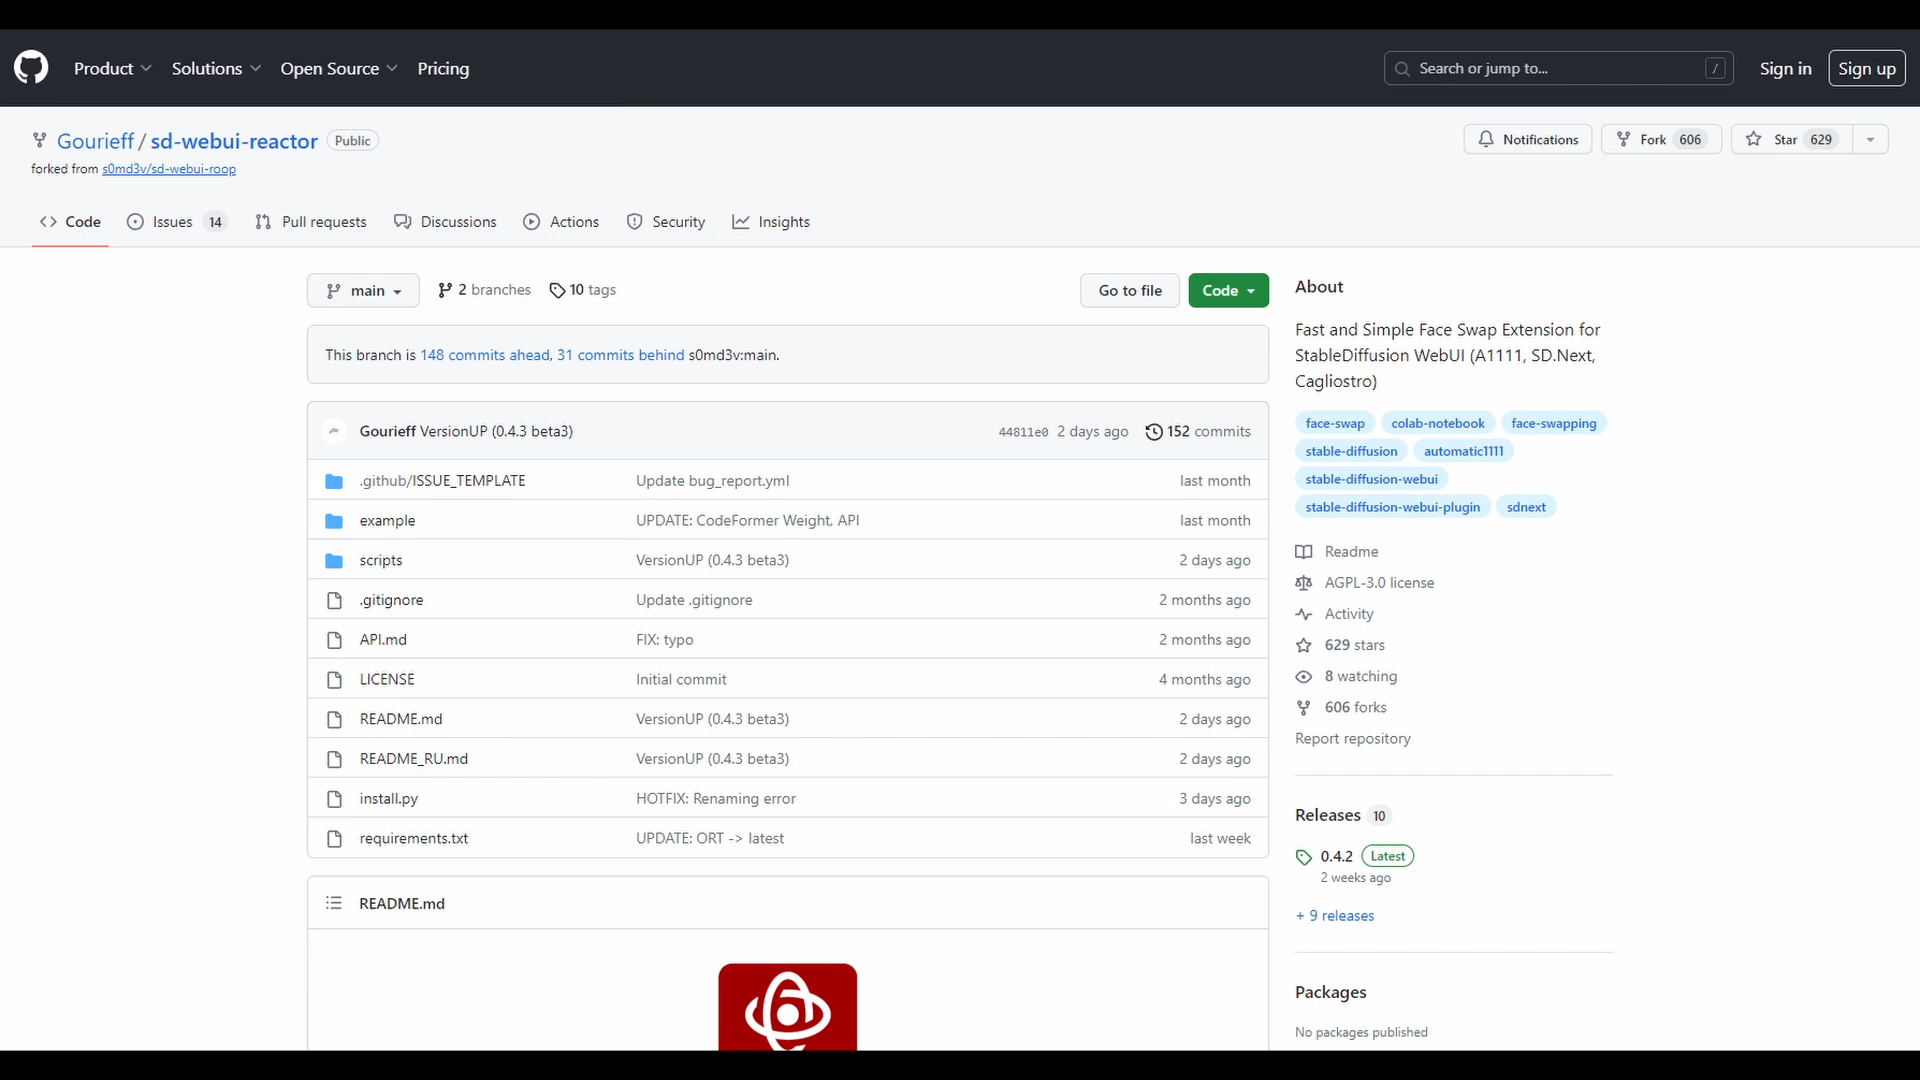 Product Solutions Open Source Pricing Search or jump to... / Sign in Sign up
Gourieff / sd-webui-reactor Public Notifications Fork 606 Star 629
forked from s0md3v/sd-webui-roop
Code Issues 14 Pull requests Discussions Actions Security Insights
main 2 branches 10 tags Go to file Code
This branch is 148 commits ahead, 31 commits behind s0md3v:main.
Gourieff VersionUP (0.4.3 beta3) 44811e0 2 days ago 152 commits
.github/ISSUE_TEMPLATE Update bug_report.yml last month
example UPDATE: CodeFormer Weight, API last month
scripts VersionUP (0.4.3 beta3) 2 days ago
.gitignore Update .gitignore 2 months ago
API.md FIX: typo 2 months ago
LICENSE Initial commit 4 months ago
README.md VersionUP (0.4.3 beta3) 2 days ago
README_RU.md VersionUP (0.4.3 beta3) 2 days ago
install.py HOTFIX: Renaming error 3 days ago
requirements.txt UPDATE: ORT -> latest last week
README.md
About
Fast and Simple Face Swap Extension for
StableDiffusion WebUI (A1111, SD.Next,
Cagliostro)
face-swap colab-notebook face-swapping
stable-diffusion automatic1111
stable-diffusion-webui
stable-diffusion-webui-plugin sdnext
Readme
AGPL-3.0 license
Activity
629 stars
8 watching
606 forks
Report repository
Releases 10
0.4.2 Latest
2 weeks ago
+ 9 releases
Packages
No packages published